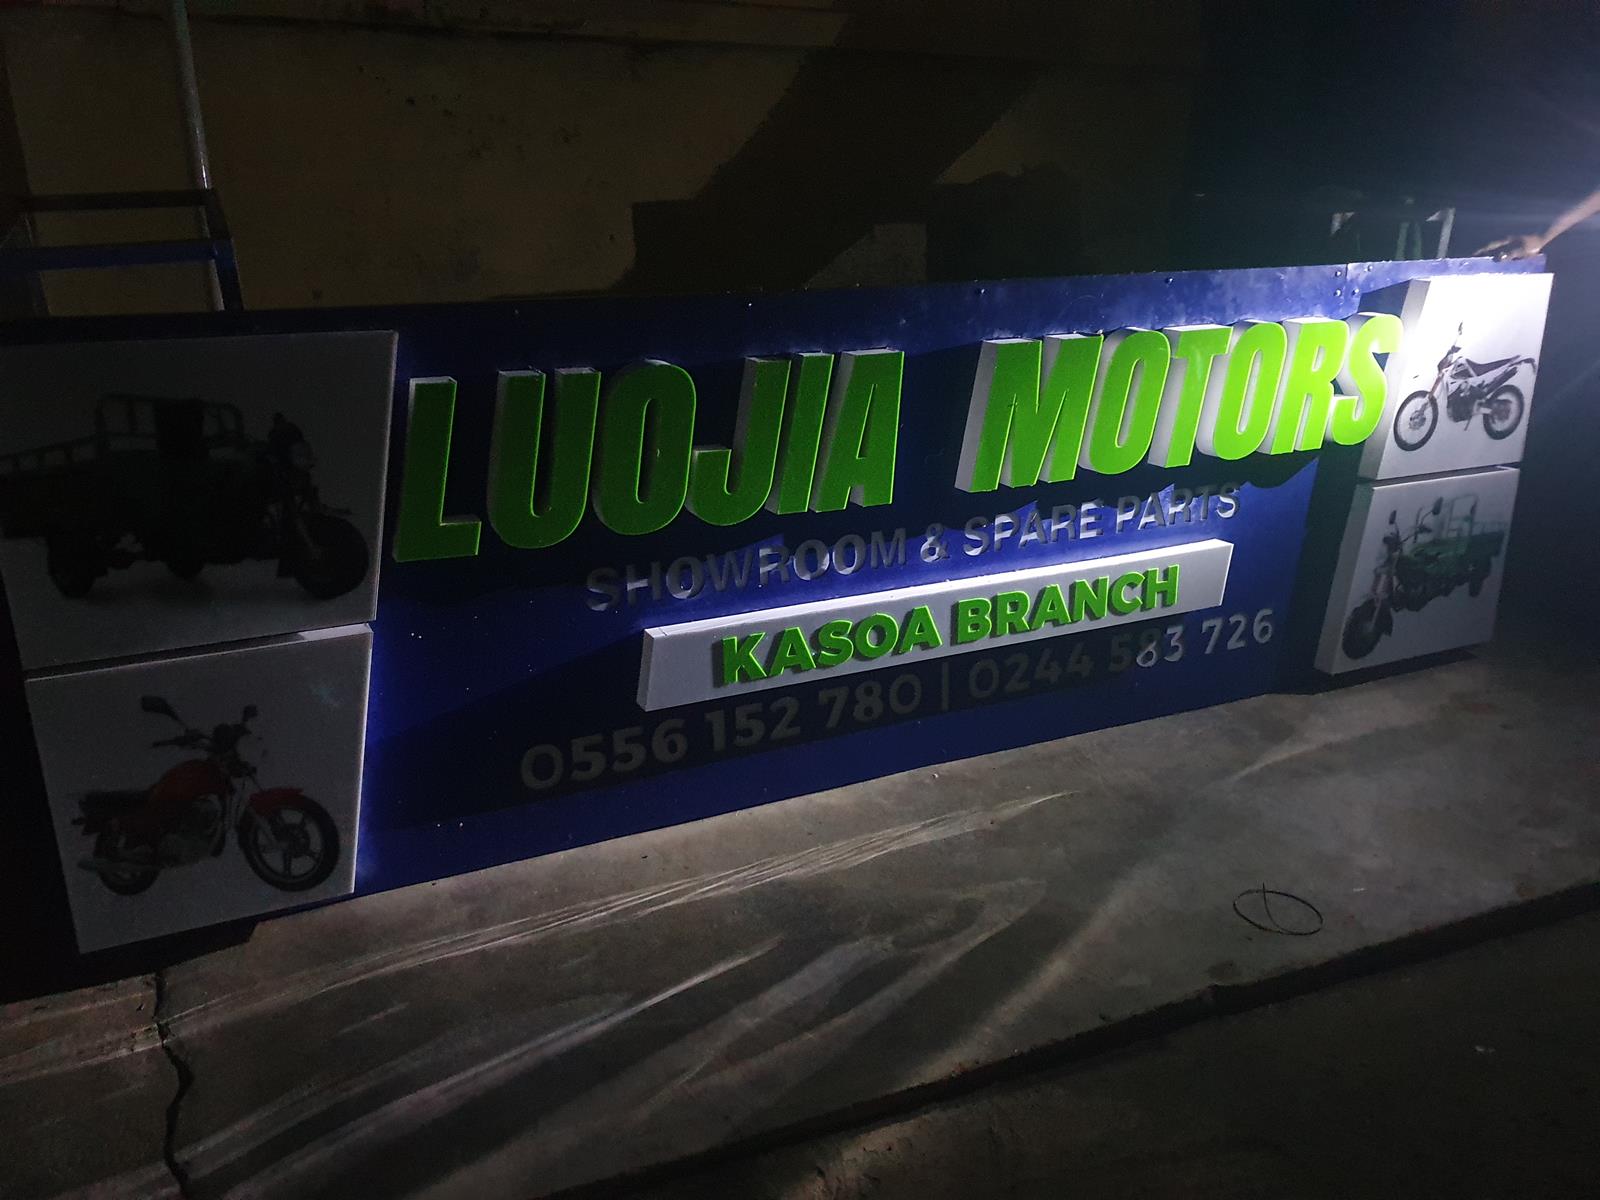 LUOJIA MOTORS
SHOWROOM & SPARE PARTS
KASOA BRANCH
0556 152 780 | 0244 583 726